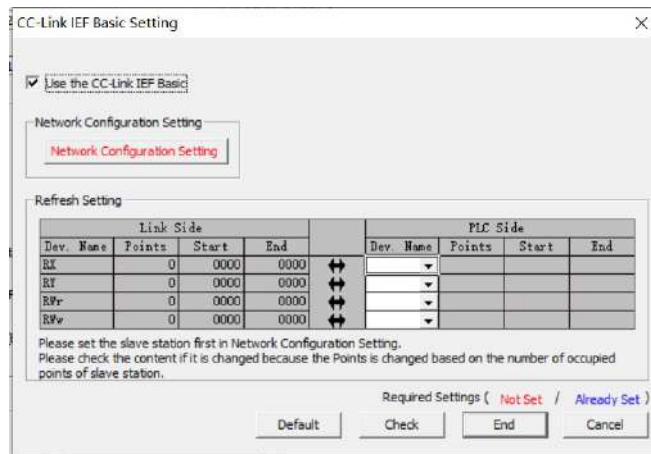 CC-Link IEF Basic Setting
Use the CC-Link IEF Basic
Network Configuration Setting
Network Configuration Setting
Refresh Setting
Link Side PLC Side
Dev. Name Points Start End Dev. Name Points Start End
RX 0 0000 0000
RY 0 0000 0000
RWr 0 0000 0000
RWw 0 0000 0000
Please set the slave station first in Network Configuration Setting.
Please check the content if it is changed because the Points is changed based on the number of occupied
points of slave station.
Required Settings ( Not Set / Already Set )
Default Check End Cancel